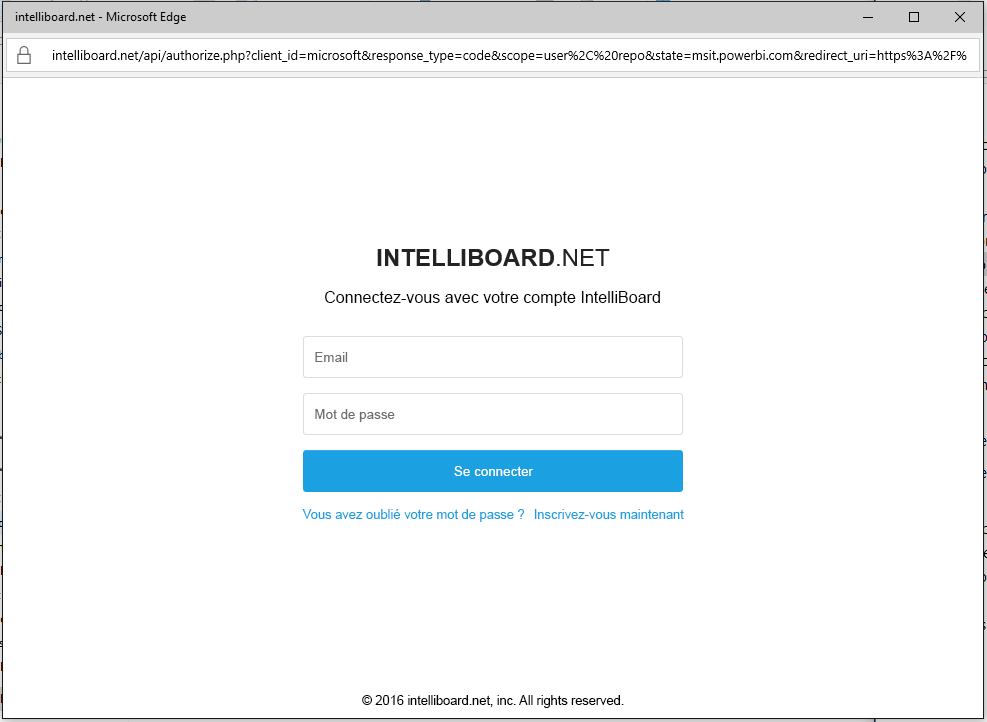 intelliboard.net - Microsoft Edge
intelliboard.net/api/authorize.php?client_id=microsoft&response_type=code&scope=user%2C%20repo&state=msit.powerbi.com&redirect_uri=https%3A%2F%
INTELLIBOARD.NET
Connectez-vous avec votre compte IntelliBoard
Email
Mot de passe
Se connecter
Vous avez oublié votre mot de passe ? Inscrivez-vous maintenant
© 2016 intelliboard.net, inc. All rights reserved.